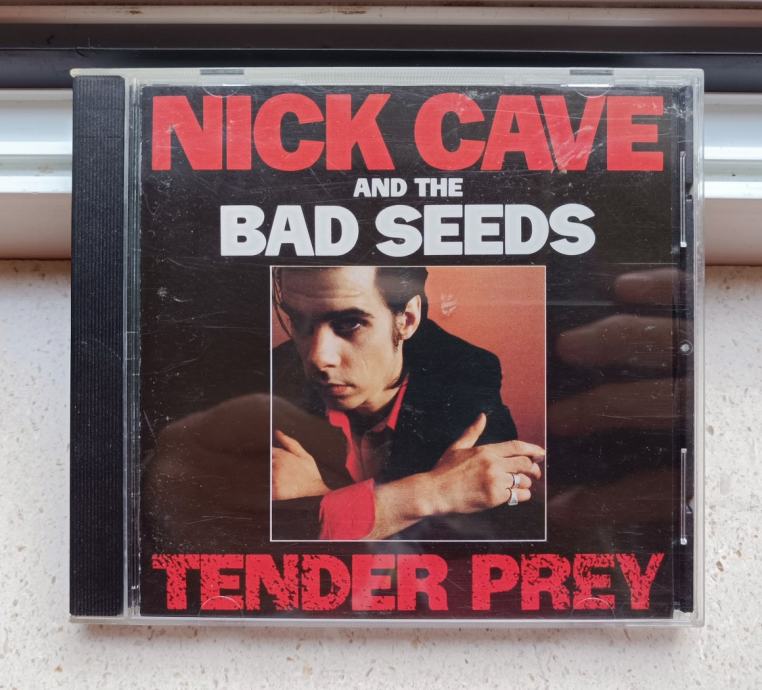 NICK CAVE
AND THE
BAD SEEDS
TENDER PREY